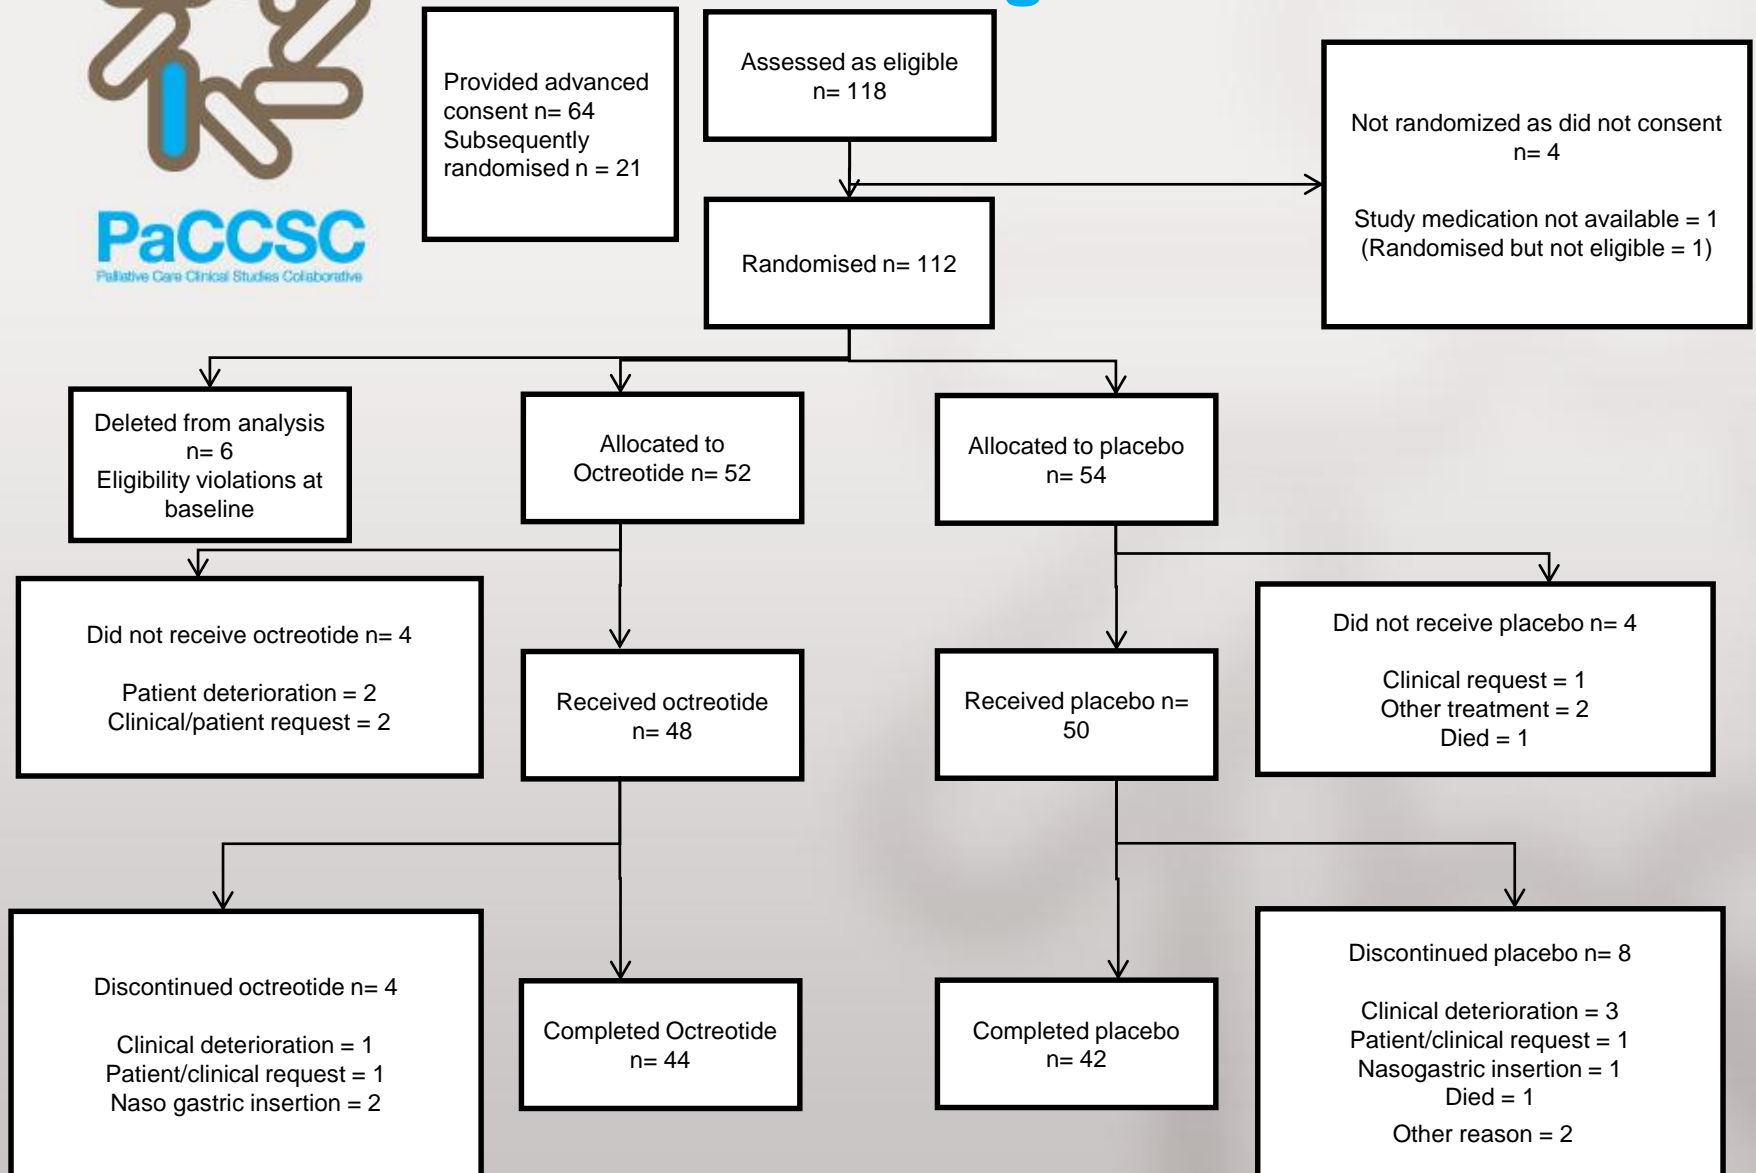 PaCCSC
Palliative Care Clinical Studies Collaborative
Provided advanced
consent n= 64
Subsequently
randomised n = 21
Assessed as eligible
n= 118
Not randomized as did not consent
n= 4
Study medication not available = 1
(Randomised but not eligible = 1)
Randomised n= 112
Deleted from analysis
n= 6
Eligibility violations at
baseline
Allocated to
Octreotide n= 52
Allocated to placebo
n= 54
Did not receive octreotide n= 4
Patient deterioration = 2
Clinical/patient request = 2
Received octreotide
n= 48
Received placebo n=
50
Did not receive placebo n= 4
Clinical request = 1
Other treatment = 2
Died = 1
Discontinued octreotide n= 4
Clinical deterioration = 1
Patient/clinical request = 1
Naso gastric insertion = 2
Completed Octreotide
n= 44
Completed placebo
n= 42
Discontinued placebo n= 8
Clinical deterioration = 3
Patient/clinical request = 1
Nasogastric insertion = 1
Died = 1
Other reason = 2